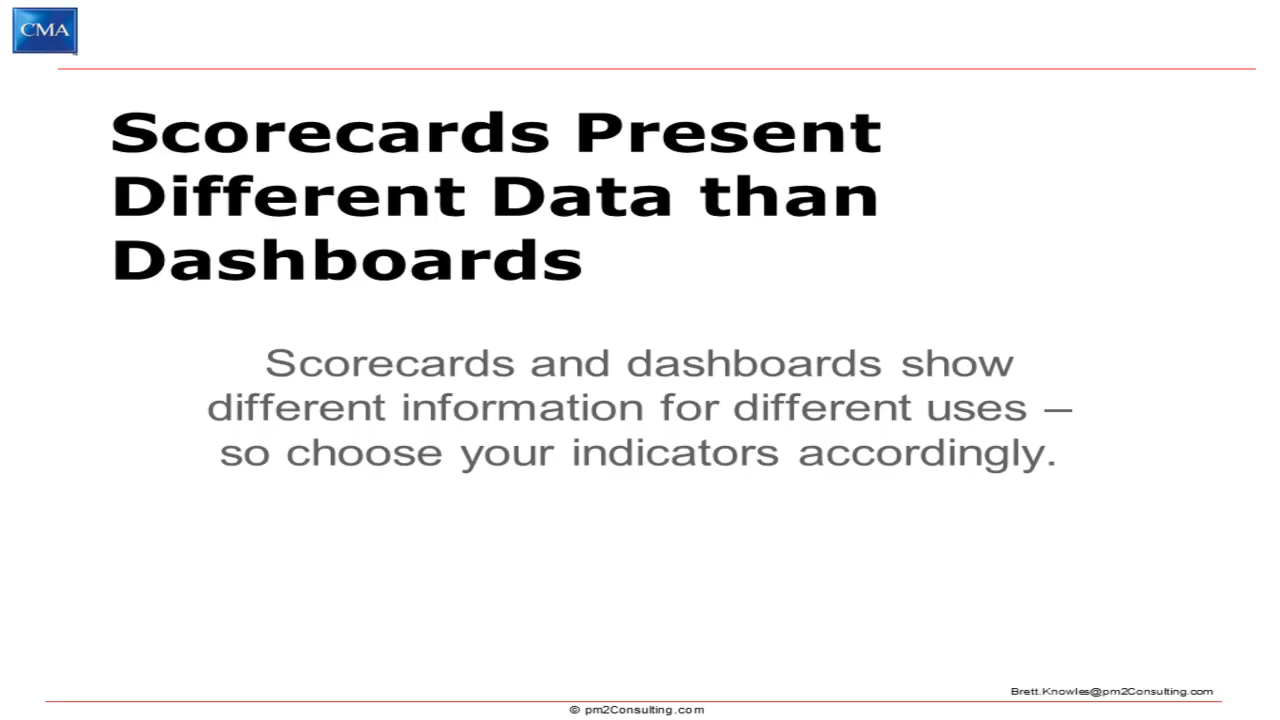 CMA
Scorecards Present
Different Data than
Dashboards
Scorecards and dashboards show
different information for different uses –
so choose your indicators accordingly.
Brett.Knowles@pm2Consulting.com
© pm2Consulting.com